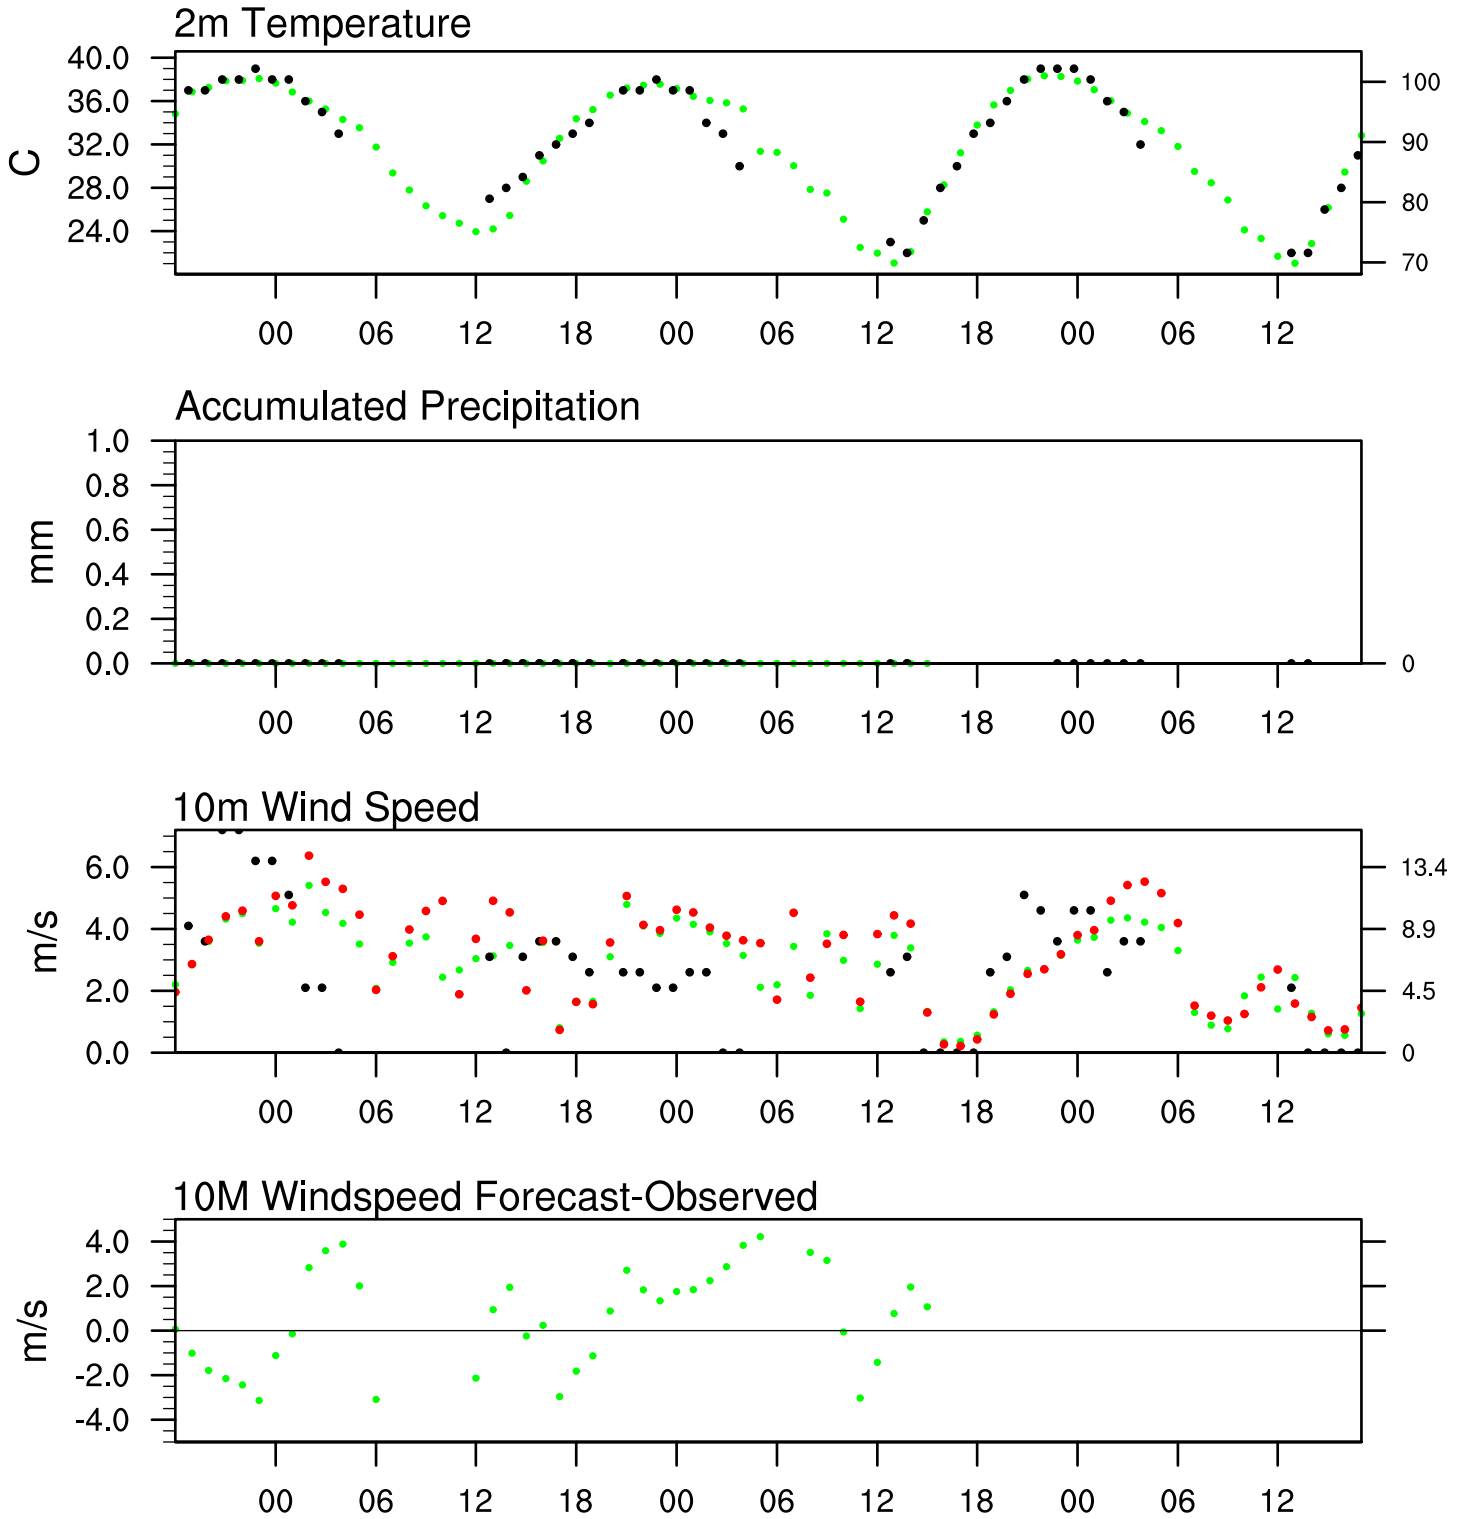 2m Temperature
C
40.0
36.0
32.0
28.0
24.0
100
90
80
70
00 06 12 18 00 06 12 18 00 06 12
Accumulated Precipitation
mm
1.0
0.8
0.6
0.4
0.2
0.0
0
00 06 12 18 00 06 12 18 00 06 12
10m Wind Speed
m/s
6.0
4.0
2.0
0.0
13.4
8.9
4.5
0
00 06 12 18 00 06 12 18 00 06 12
10M Windspeed Forecast-Observed
m/s
4.0
2.0
0.0
-2.0
-4.0
00 06 12 18 00 06 12 18 00 06 12